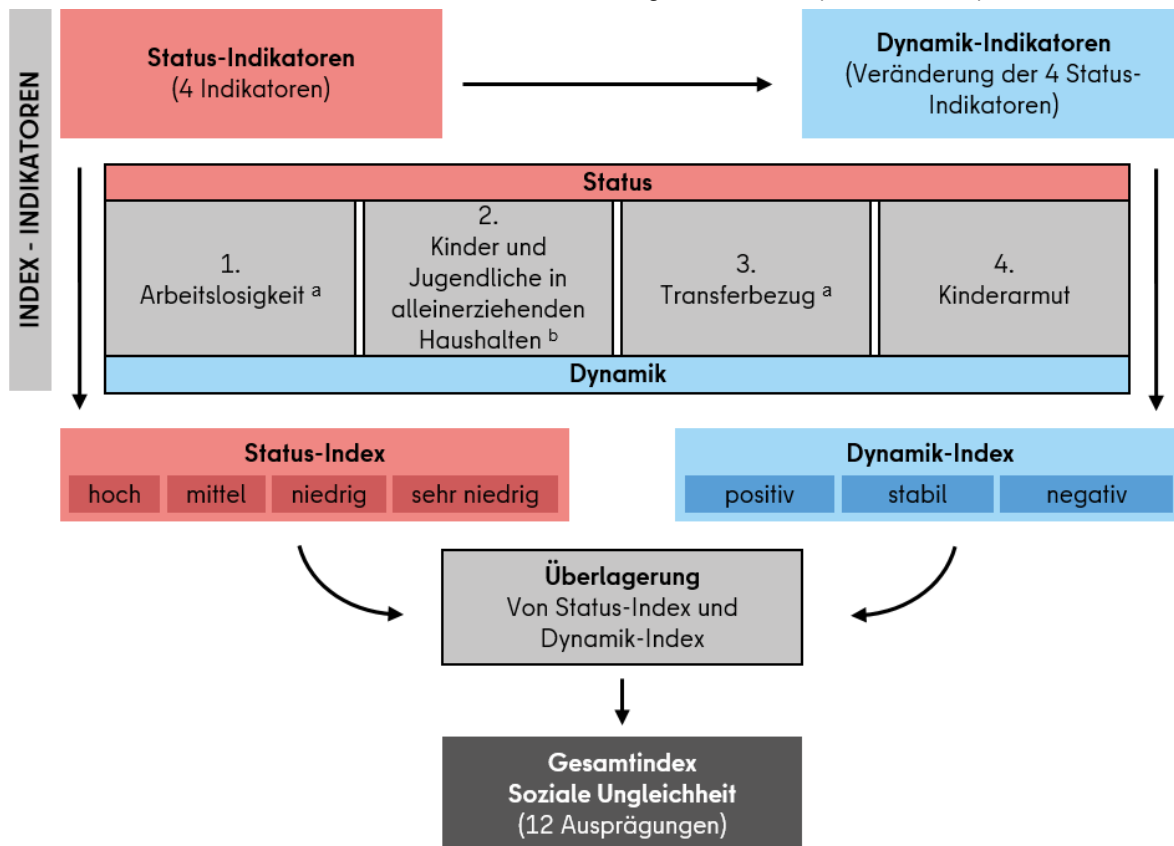 INDEX - INDIKATOREN
Status-Indikatoren
(4 Indikatoren)
Dynamik-Indikatoren
(Veränderung der 4 Status-
Indikatoren)
Status
1.
Arbeitslosigkeit a
2.
Kinder und
Jugendliche in
alleinerziehenden
Haushalten b
3.
Transferbezug a
4.
Kinderarmut
Dynamik
Status-Index
hoch
mittel
niedrig
sehr niedrig
Dynamik-Index
positiv
stabil
negativ
Überlagerung
Von Status-Index und
Dynamik-Index
Gesamtindex
Soziale Ungleichheit
(12 Ausprägungen)